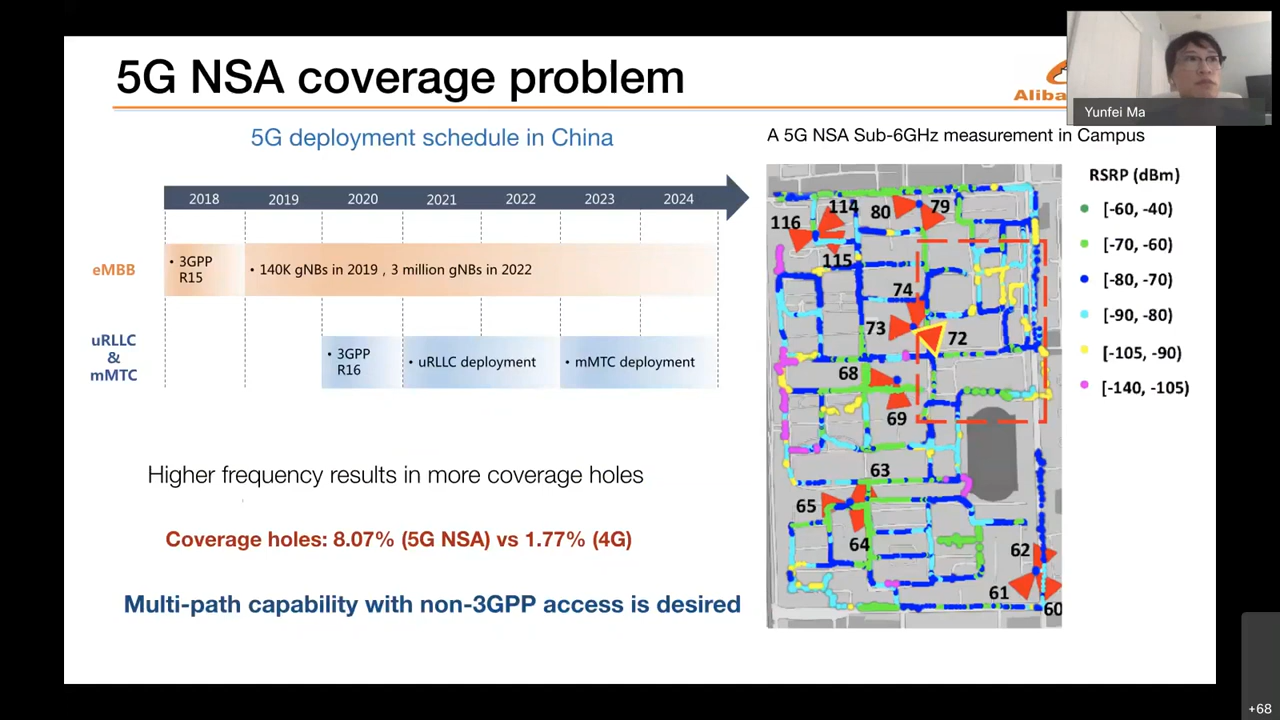 5G NSA coverage problem
Aliba
Yunfei Ma
5G deployment schedule in China
2018 2019 2020 2021 2022 2023 2024
eMBB
• 3GPP
R15
• 140K gNBs in 2019 , 3 million gNBs in 2022
uRLLC
&
mMTC
• 3GPP
R16
• uRLLC deployment
• mMTC deployment
Higher frequency results in more coverage holes
Coverage holes: 8.07% (5G NSA) vs 1.77% (4G)
Multi-path capability with non-3GPP access is desired
A 5G NSA Sub-6GHz measurement in Campus
114
80
79
116
115
74
73
72
68
69
63
65
64
62
61
60
RSRP (dBm)
[-60, -40)
[-70, -60)
[-80, -70)
[-90, -80)
[-105, -90)
[-140, -105)
+68